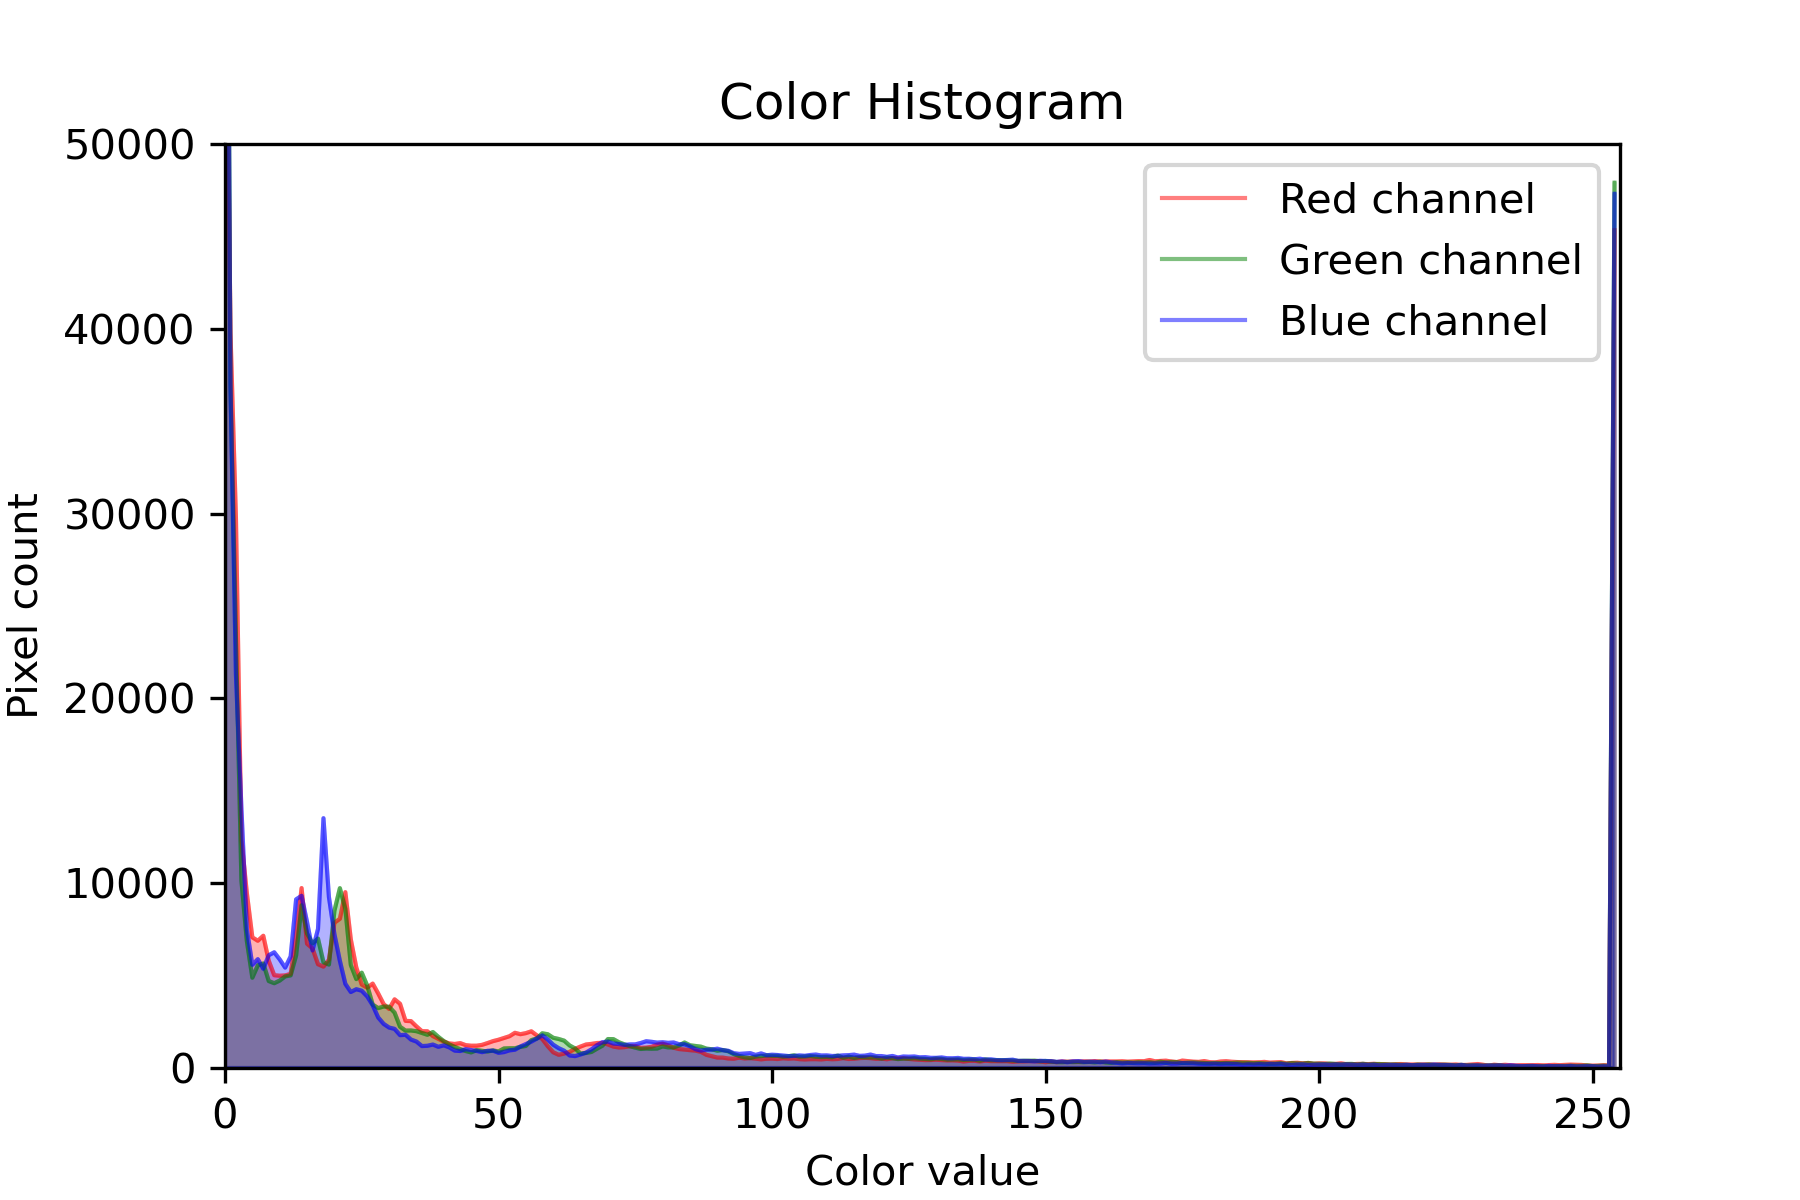 Color Histogram
50000
40000
30000
20000
10000
0
Pixel count
Red channel
Green channel
Blue channel
0 50 100 150 200 250
Color value